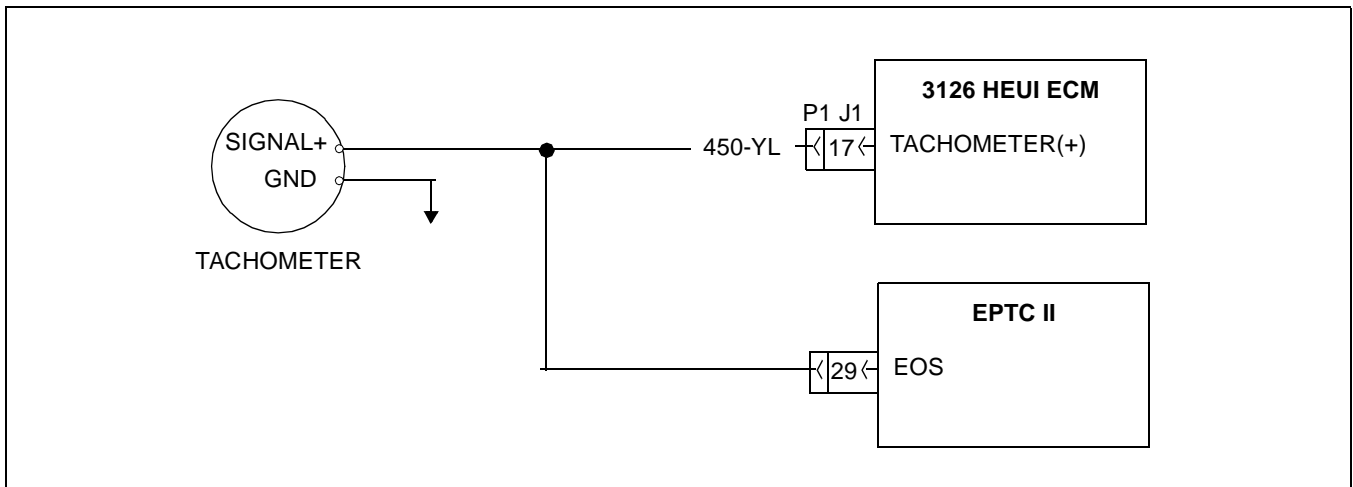 3126 HEUI ECM
P1 J1
SIGNAL+
450-YL
17
TACHOMETER(+)
GND
TACHOMETER
EPTC II
29
EOS